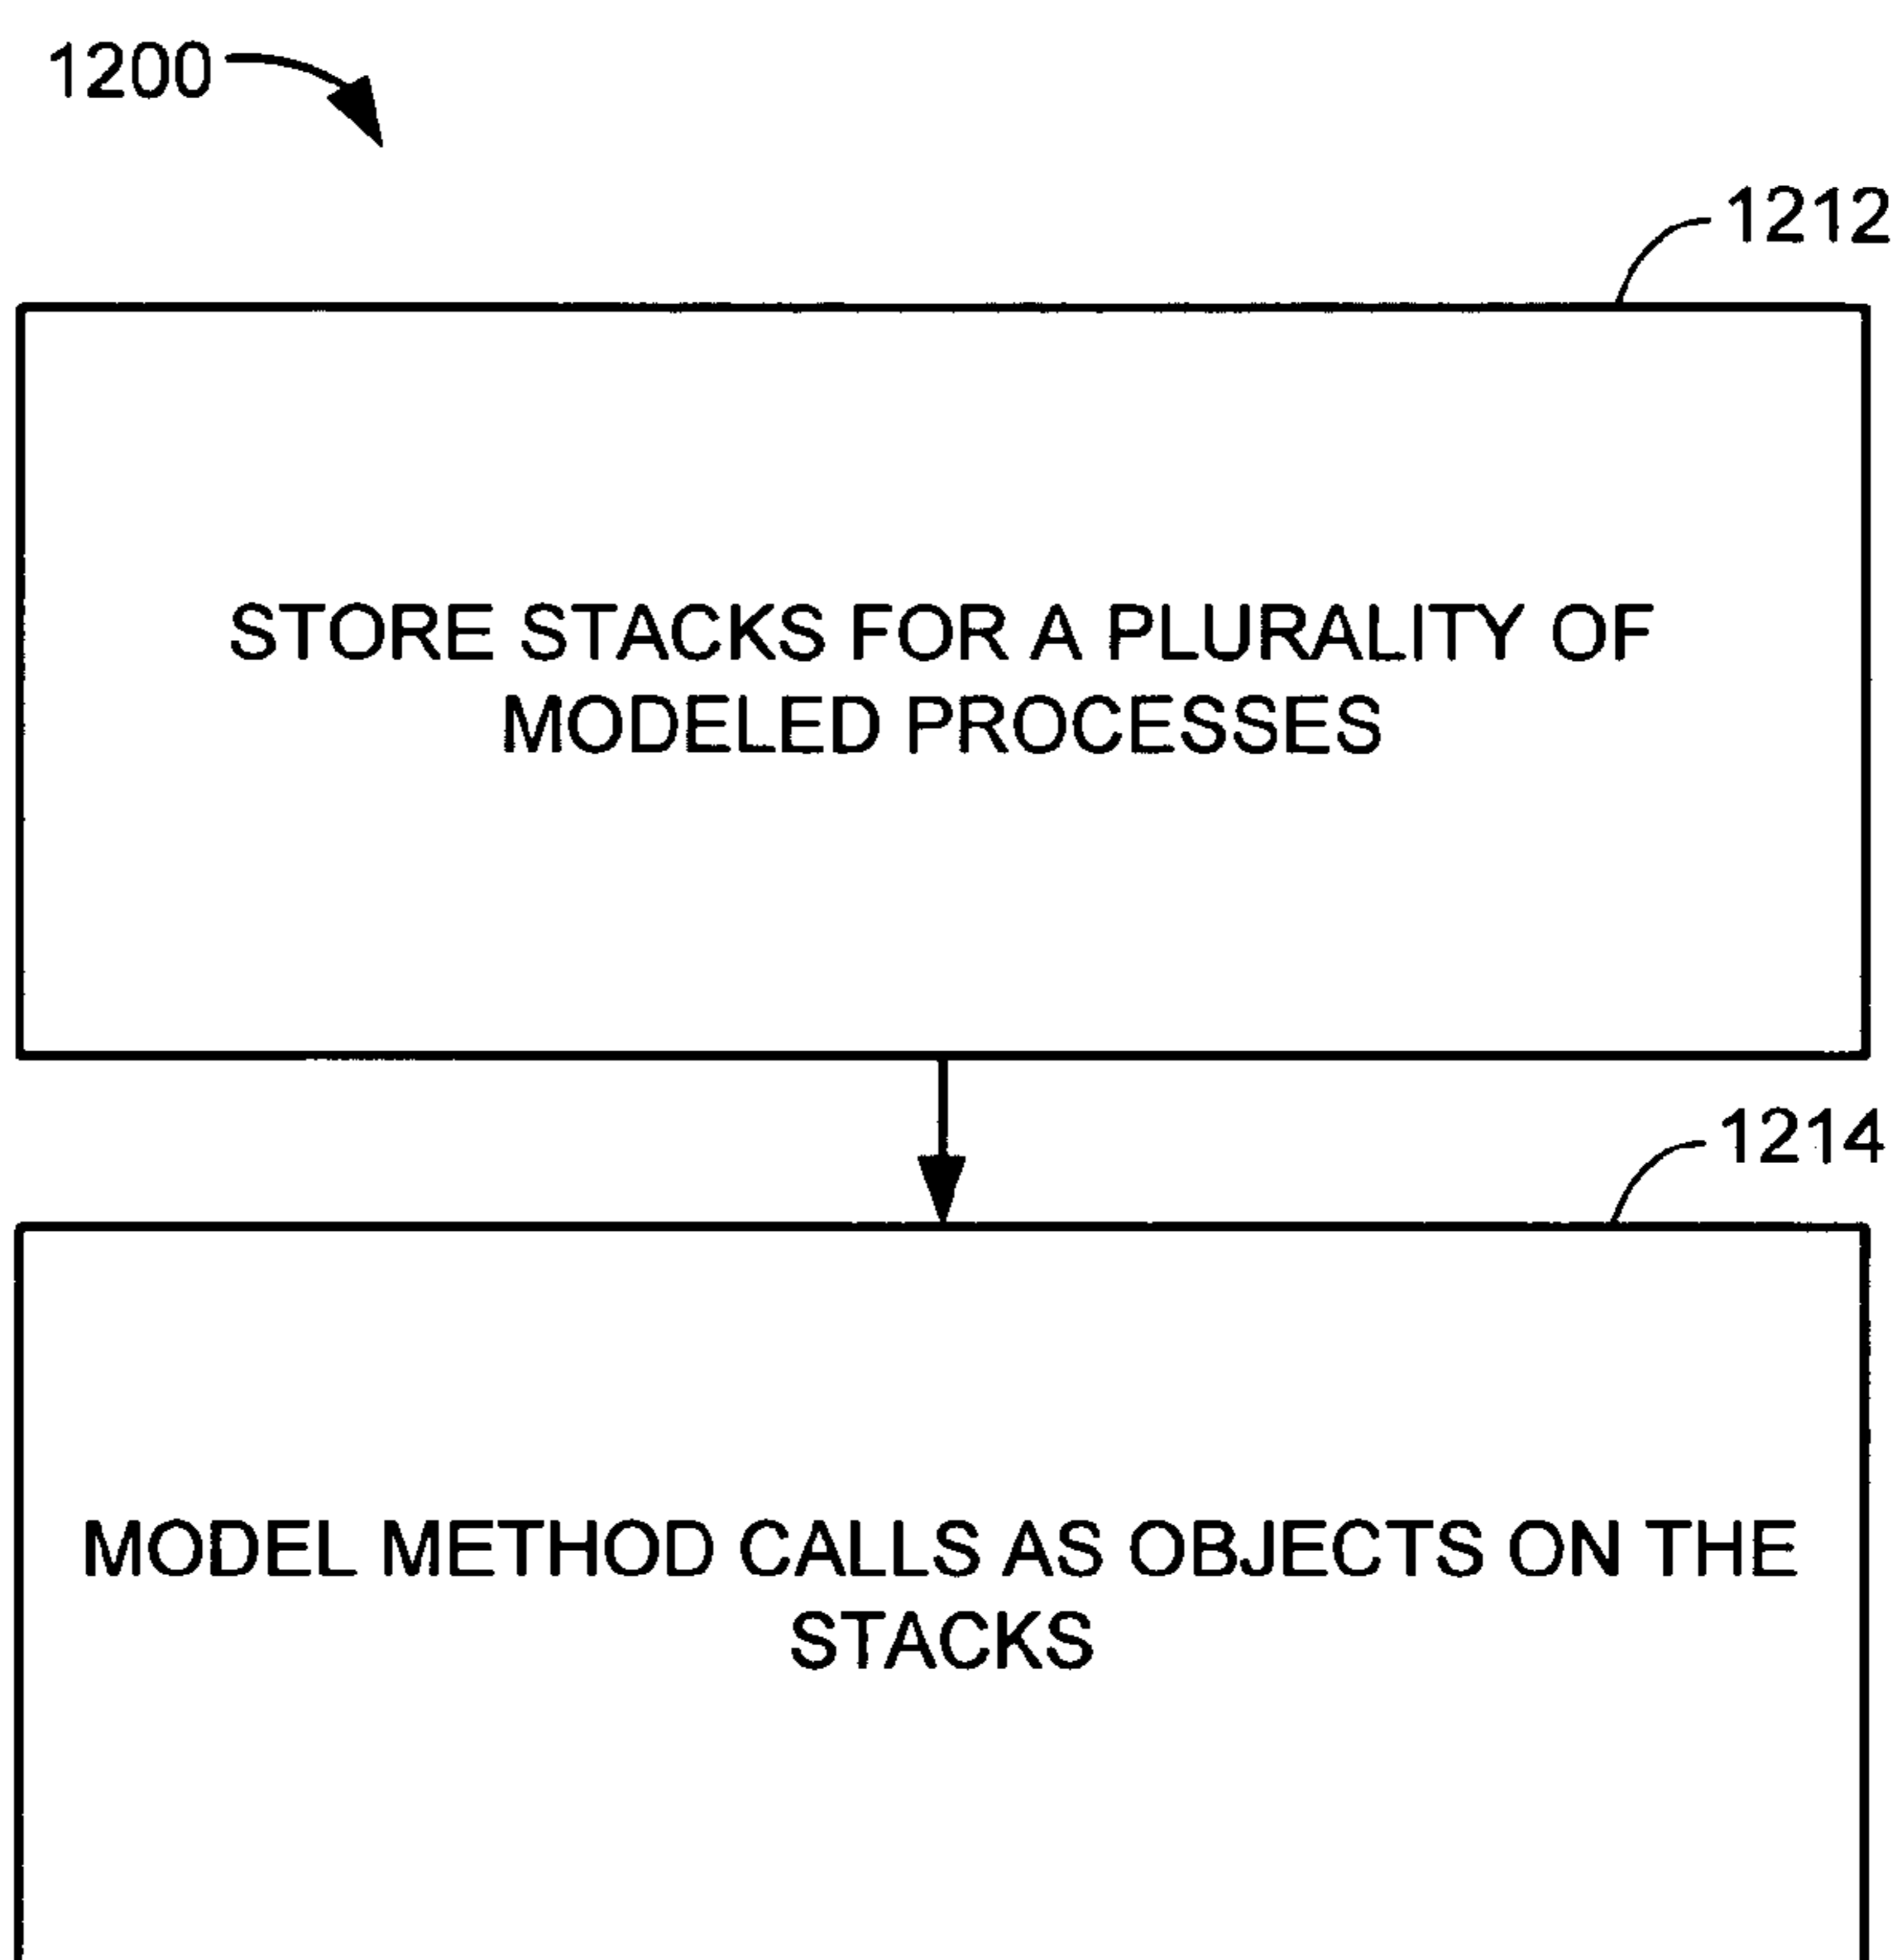 1200
1212
STORE STACKS FOR A PLURALITY OF
MODELED PROCESSES
1214
MODEL METHOD CALLS AS OBJECTS ON THE
STACKS